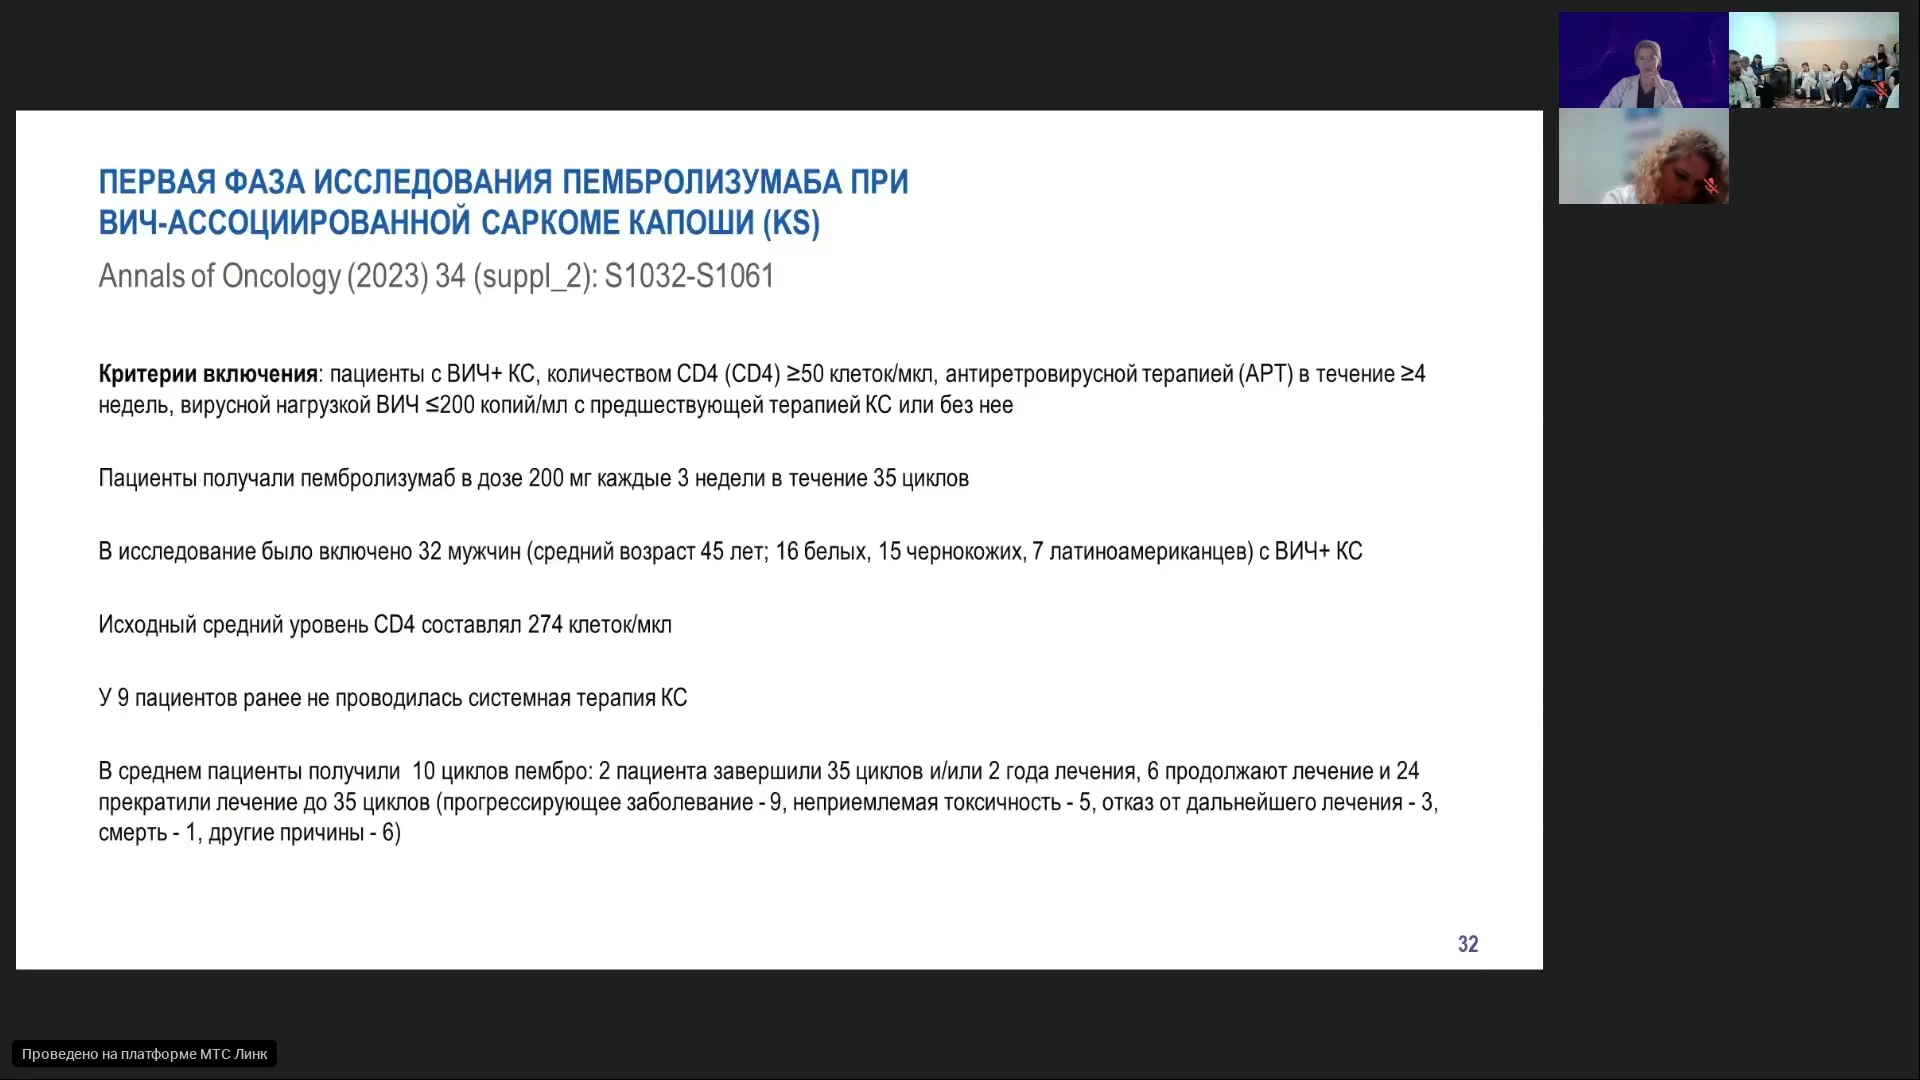 ПЕРВАЯ ФАЗА ИССЛЕДОВАНИЯ ПЕМБРОЛИЗУМАБА ПРИ
ВИЧ-АССОЦИИРОВАННОЙ САРКОМЕ КАПОШИ (KS)
Annals of Oncology (2023) 34 (suppl_2): S1032-S1061
Критерии включения: пациенты с ВИЧ+ КС, количеством CD4 (CD4) ≥50 клеток/мкл, антиретровирусной терапией (АРТ) в течение ≥4
недель, вирусной нагрузкой ВИЧ ≤200 копий/мл с предшествующей терапией КС или без нее
Пациенты получали пембролизумаб в дозе 200 мг каждые 3 недели в течение 35 циклов
В исследование было включено 32 мужчин (средний возраст 45 лет; 16 белых, 15 чернокожих, 7 латиноамериканцев) с ВИЧ+ КС
Исходный средний уровень CD4 составлял 274 клеток/мкл
У 9 пациентов ранее не проводилась системная терапия КС
В среднем пациенты получили  10 циклов пембро: 2 пациента завершили 35 циклов и/или 2 года лечения, 6 продолжают лечение и 24
прекратили лечение до 35 циклов (прогрессирующее заболевание - 9, неприемлемая токсичность - 5, отказ от дальнейшего лечения - 3,
смерть - 1, другие причины - 6)
32
Проведено на платформе МТС Линк